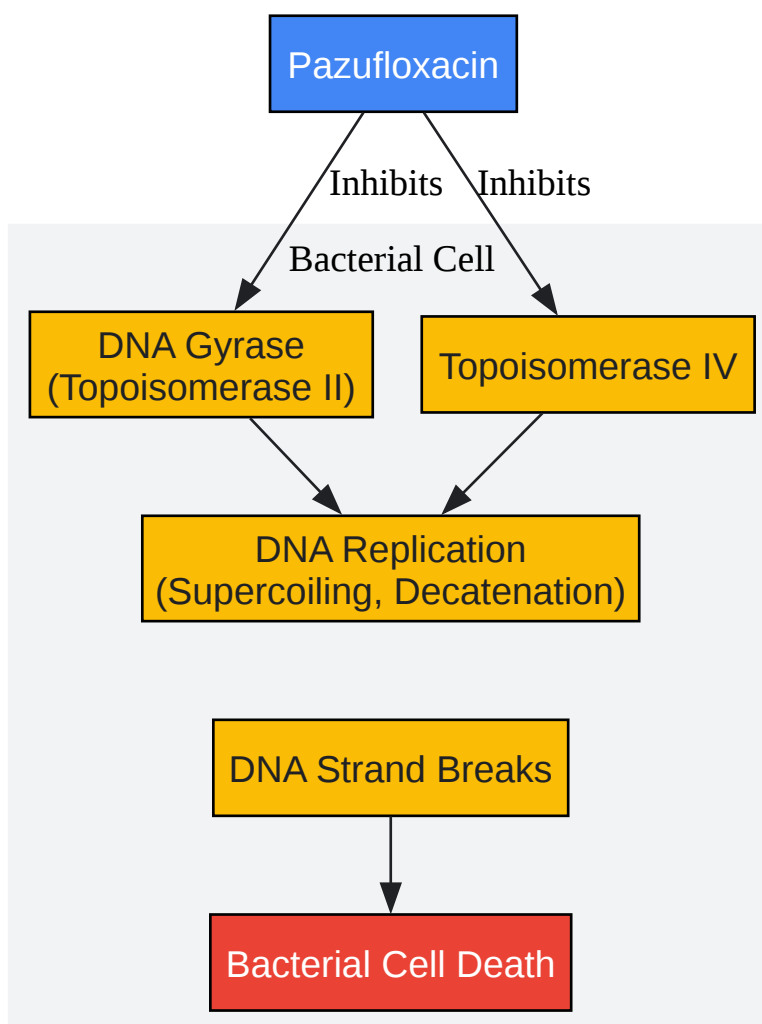 Pazufloxacin
Inhibits
Inhibits
Bacterial Cell
DNA Gyrase
(Topoisomerase II)
Topoisomerase IV
DNA Replication
(Supercoiling, Decatenation)
DNA Strand Breaks
Bacterial Cell Death